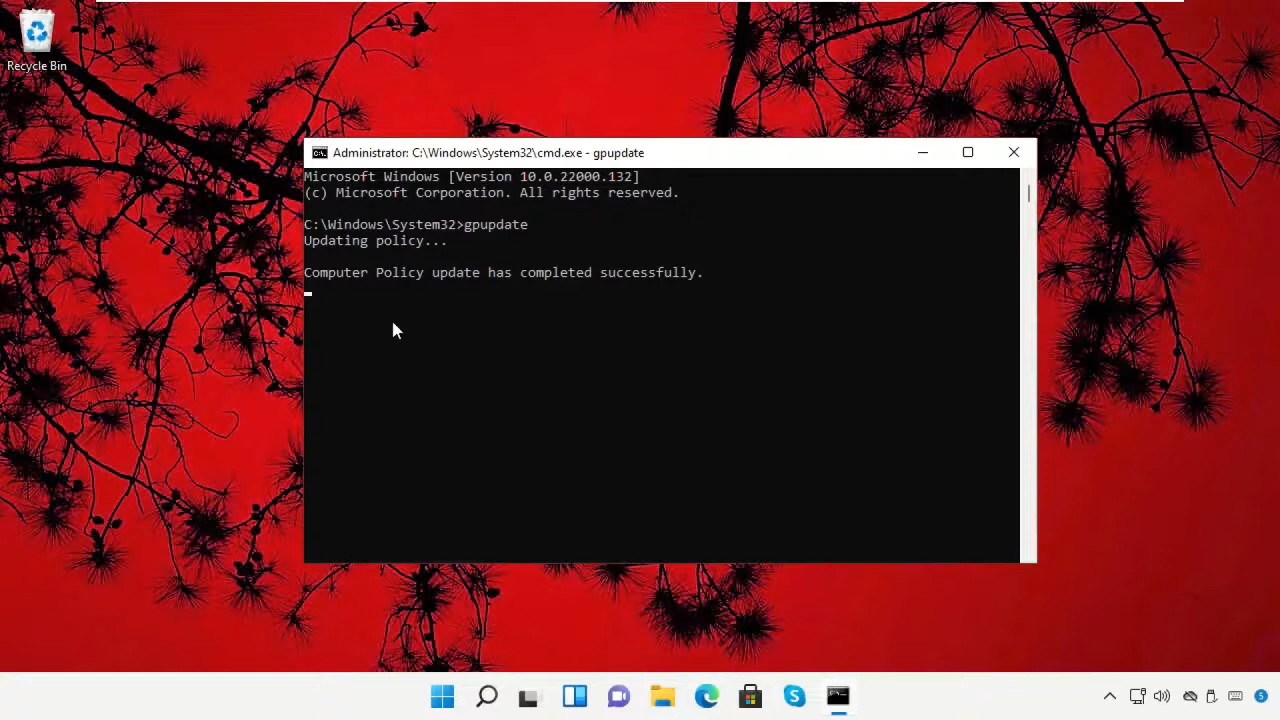 Recycle Bin
Administrator: C:\Windows\System32\cmd.exe - gpupdate
Microsoft Windows [Version 10.0.22000.132]
(c) Microsoft Corporation. All rights reserved.
C:\Windows\System32>gpupdate
Updating policy...
Computer Policy update has completed successfully.
5